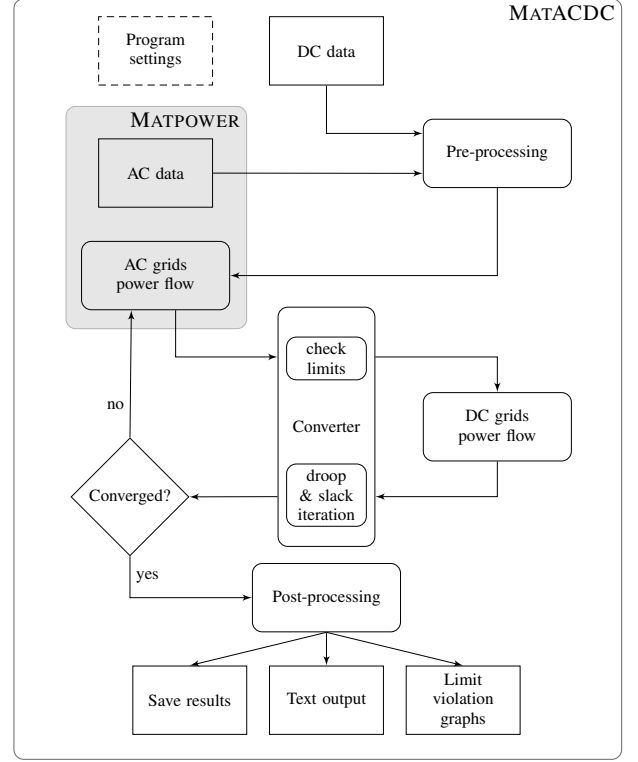 MATACDC
Program
settings
DC data
MATPOWER
Pre-processing
AC data
AC grids
power flow
check
limits
no
Converter
DC grids
power flow
Converged?
droop
& slack
iteration
yes
Post-processing
Save results
Text output
Limit
violation
graphs